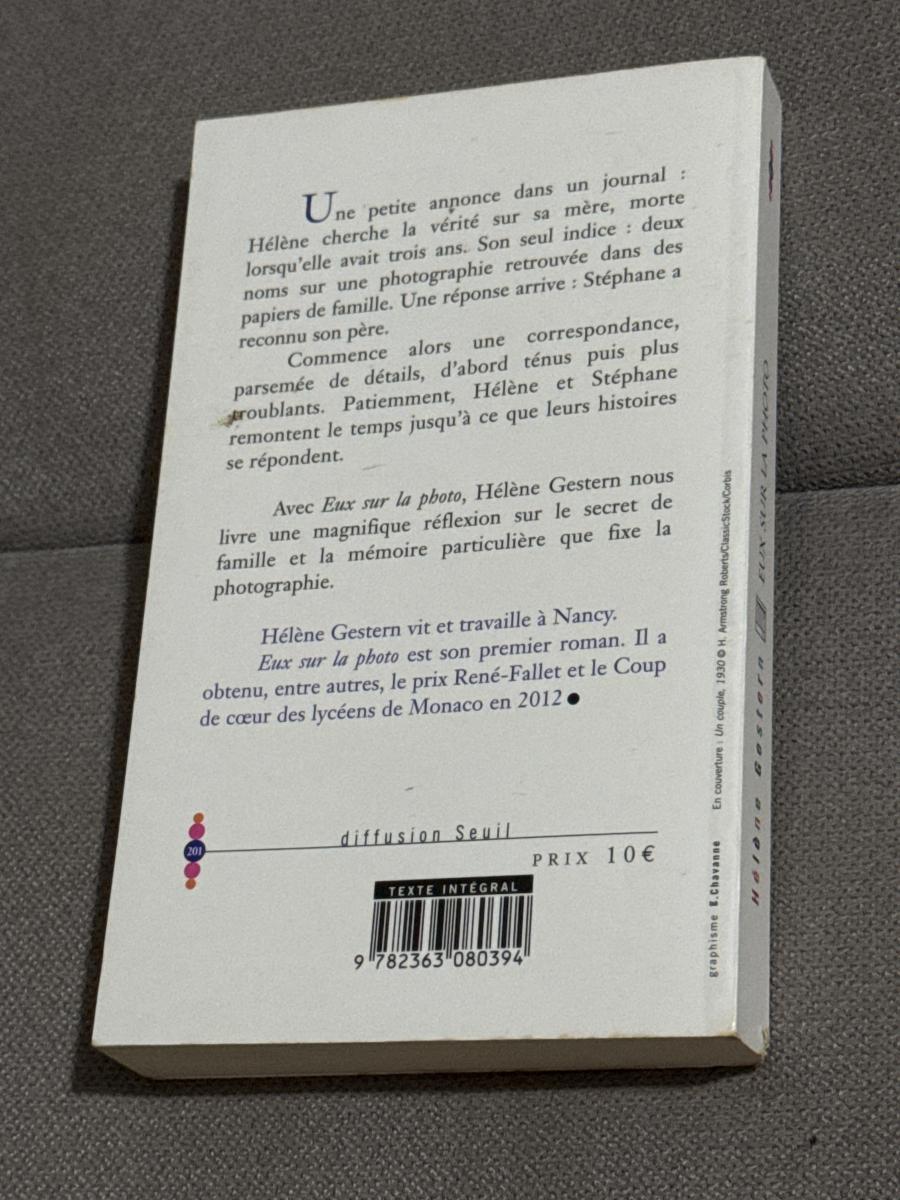 Une petite annonce dans un journal :
Hélène cherche la vérité sur sa mère, morte
lorsqu'elle avait trois ans. Son seul indice : deux
noms sur une photographie retrouvée dans des
papiers de famille. Une réponse arrive : Stéphane a
reconnu son père.
Commence alors une correspondance,
parsemée de détails, d'abord ténus puis plus
troublants. Patiemment, Hélène et Stéphane
remontent le temps jusqu'à ce que leurs histoires
se répondent.
Avec Eux sur la photo, Hélène Gestern nous
livre une magnifique réflexion sur le secret de
famille et la mémoire particulière que fixe la
photographie.
Hélène Gestern vit et travaille à Nancy.
Eux sur la photo est son premier roman. Il a
obtenu, entre autres, le prix René-Fallet et le Coup
de cœur des lycéens de Monaco en 2012 ●
201
diffusion Seuil
PRIX 10€
TEXTE INTÉGRAL
9 782363 080394
graphisme E.Chavanne
En couverture : Un couple, 1930 © H. Armstrong Roberts/ClassicStock/Corbis
Hélène Gestern EUX SUR LA PHOTO